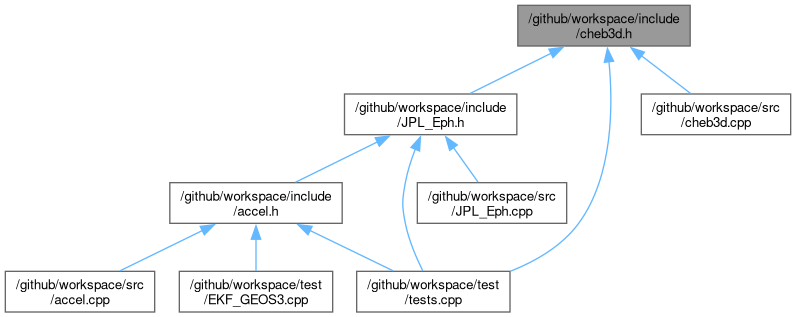 /github/workspace/include
/cheb3d.h
/github/workspace/include
/JPL_Eph.h
/github/workspace/src
/cheb3d.cpp
/github/workspace/include
/accel.h
/github/workspace/src
/JPL_Eph.cpp
/github/workspace/src
/accel.cpp
/github/workspace/test
/EKF_GEOS3.cpp
/github/workspace/test
/tests.cpp